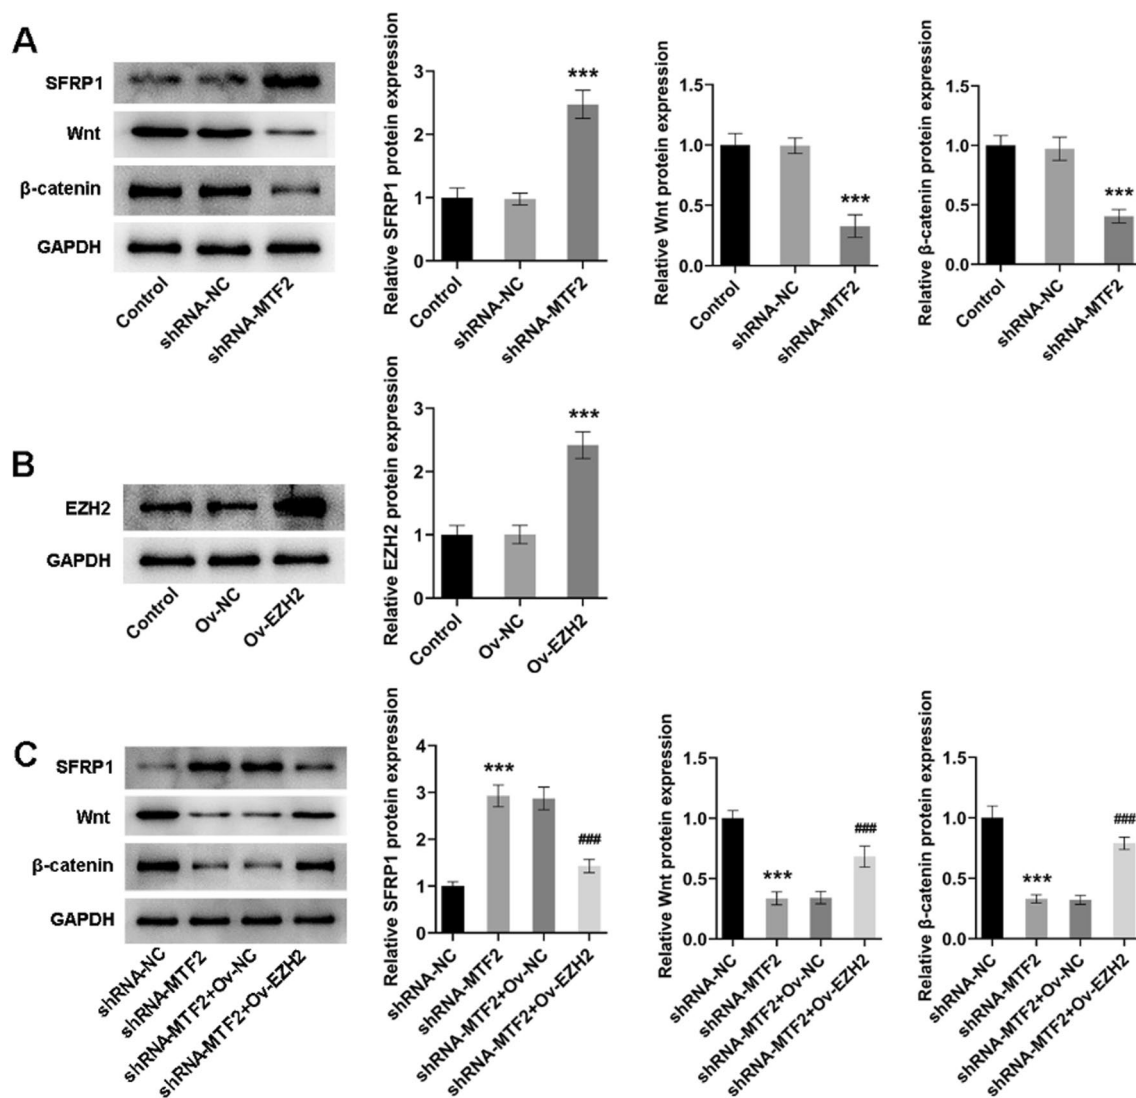 A
SFRP1
Wnt
β-catenin
GAPDH
Control
shRNA-NC
shRNA-MTF2
Relative SFRP1 protein expression
3
2
1
0
***
Control
shRNA-NC
shRNA-MTF2
Relative Wnt protein expression
1.5
1.0
0.5
0.0
***
Control
shRNA-NC
shRNA-MTF2
Relative β-catenin protein expression
1.5
1.0
0.5
0.0
***
Control
shRNA-NC
shRNA-MTF2
B
EZH2
GAPDH
Control
Ov-NC
Ov-EZH2
Relative EZH2 protein expression
3
2
1
0
***
Control
Ov-NC
Ov-EZH2
C
SFRP1
Wnt
β-catenin
GAPDH
shRNA-NC
shRNA-MTF2
shRNA-MTF2+Ov-NC
shRNA-MTF2+Ov-EZH2
Relative SFRP1 protein expression
4
3
2
1
0
***
###
shRNA-NC
shRNA-MTF2
shRNA-MTF2+Ov-NC
shRNA-MTF2+Ov-EZH2
Relative Wnt protein expression
1.5
1.0
0.5
0.0
***
###
shRNA-NC
shRNA-MTF2
shRNA-MTF2+Ov-NC
shRNA-MTF2+Ov-EZH2
Relative β-catenin protein expression
1.5
1.0
0.5
0.0
***
###
shRNA-NC
shRNA-MTF2
shRNA-MTF2+Ov-NC
shRNA-MTF2+Ov-EZH2